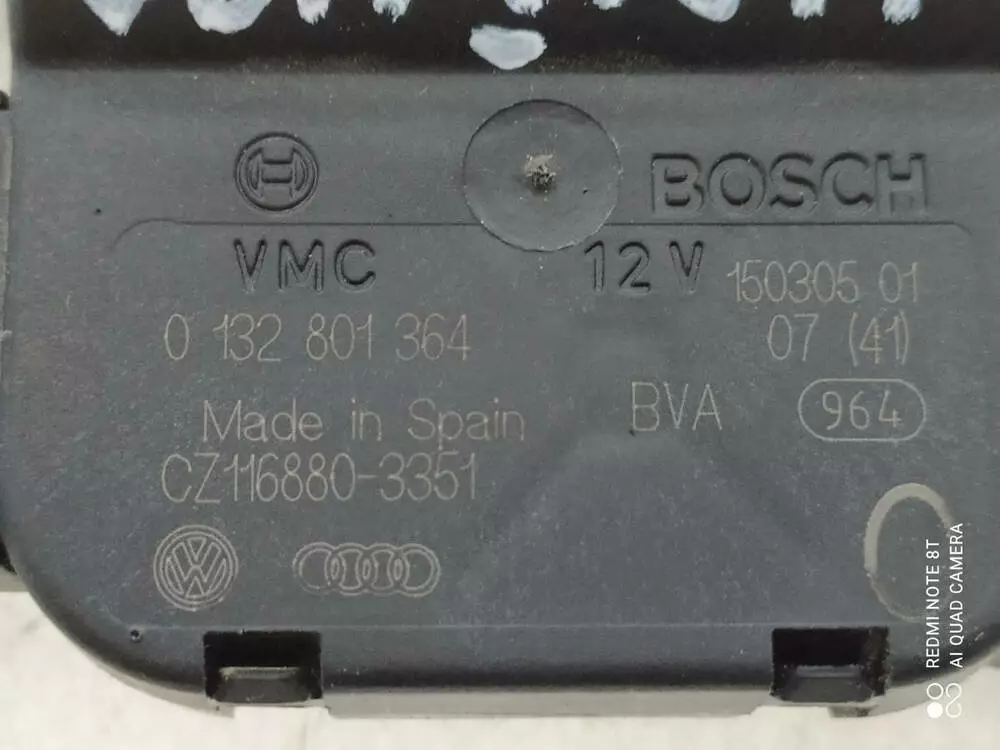 BOSCH
VMC 12V 150305 01
0 132 801 364 07 (41)
Made in Spain BVA 964
CZ116880-3351
REDMI NOTE 8T
AI QUAD CAMERA